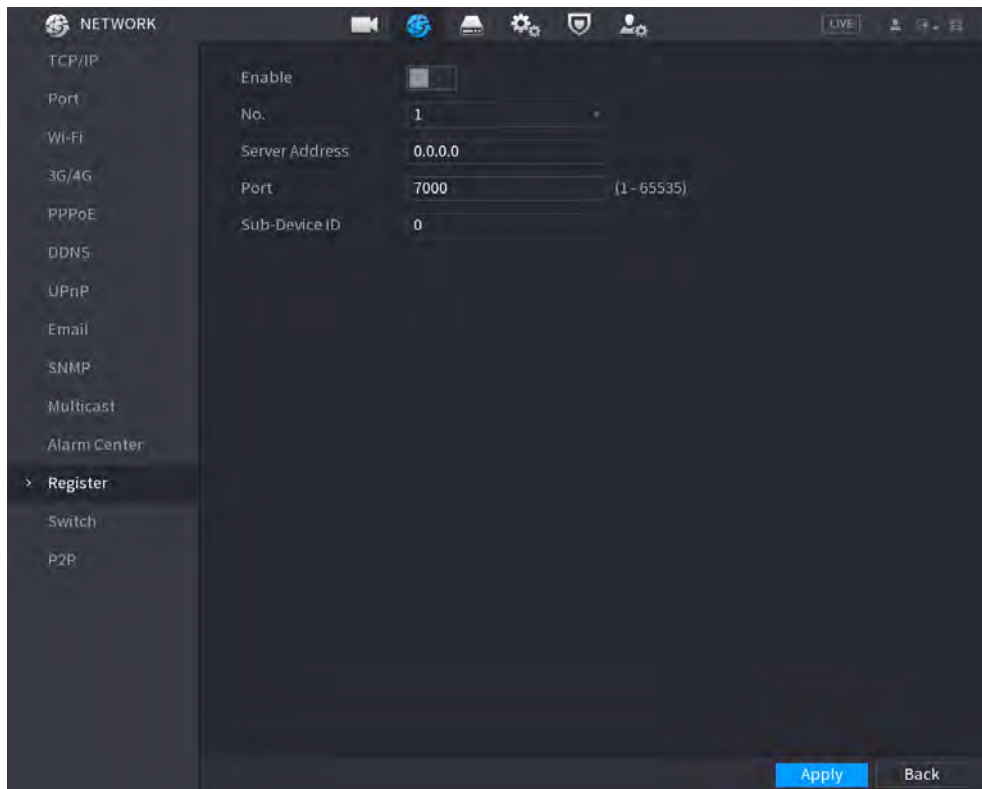 NETWORK
LIVE
TCP/IP
Port
Wi-Fi
3G/4G
PPPoE
DDNS
UPnP
Email
SNMP
Multicast
Alarm Center
Register
Switch
P2P
Enable
No. 1
Server Address 0.0.0.0
Port 7000 (1-65535)
Sub-Device ID 0
Apply Back